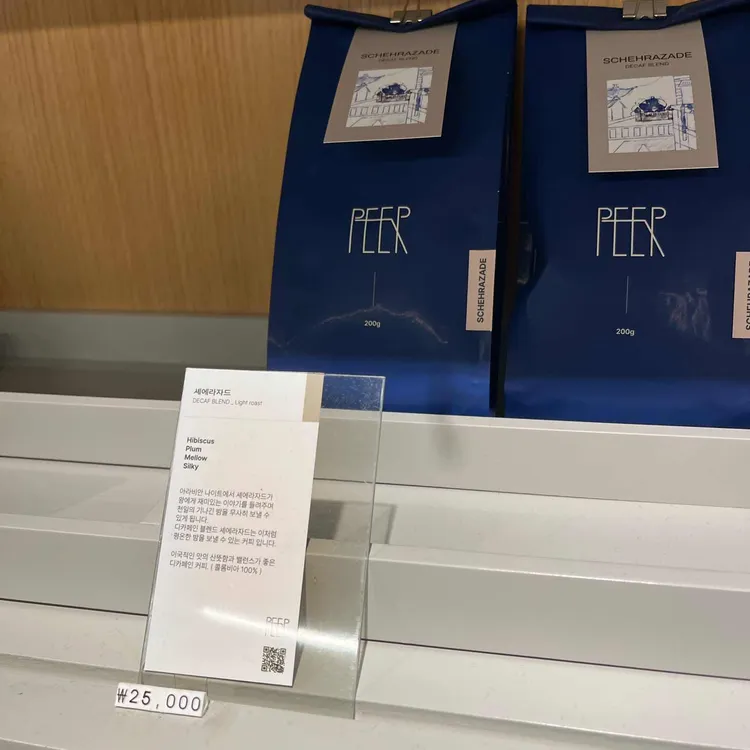 SCHEHRAZADE
DECAF BLEND
PEER
200g
SCHEHRAZADE
SCHEHRAZADE
DECAF BLEND
PEER
200g
SCHEHRAZADE
세에라자드
DECAF BLEND _ Light roast
Hibiscus
Plum
Mellow
Silky
아라비안 나이트에서 세에라자드가
왕에게 재미있는 이야기를 들려주며
천일의 기나긴 밤을 무사히 보낼 수
있게 됩니다.
디카페인 블렌드 세에라자드는 이처럼
평온한 밤을 보낼 수 있는 커피 입니다.
이국적인 맛의 산뜻함과 밸런스가 좋은
디카페인 커피. ( 콜롬비아 100% )
PEER
₩25,000